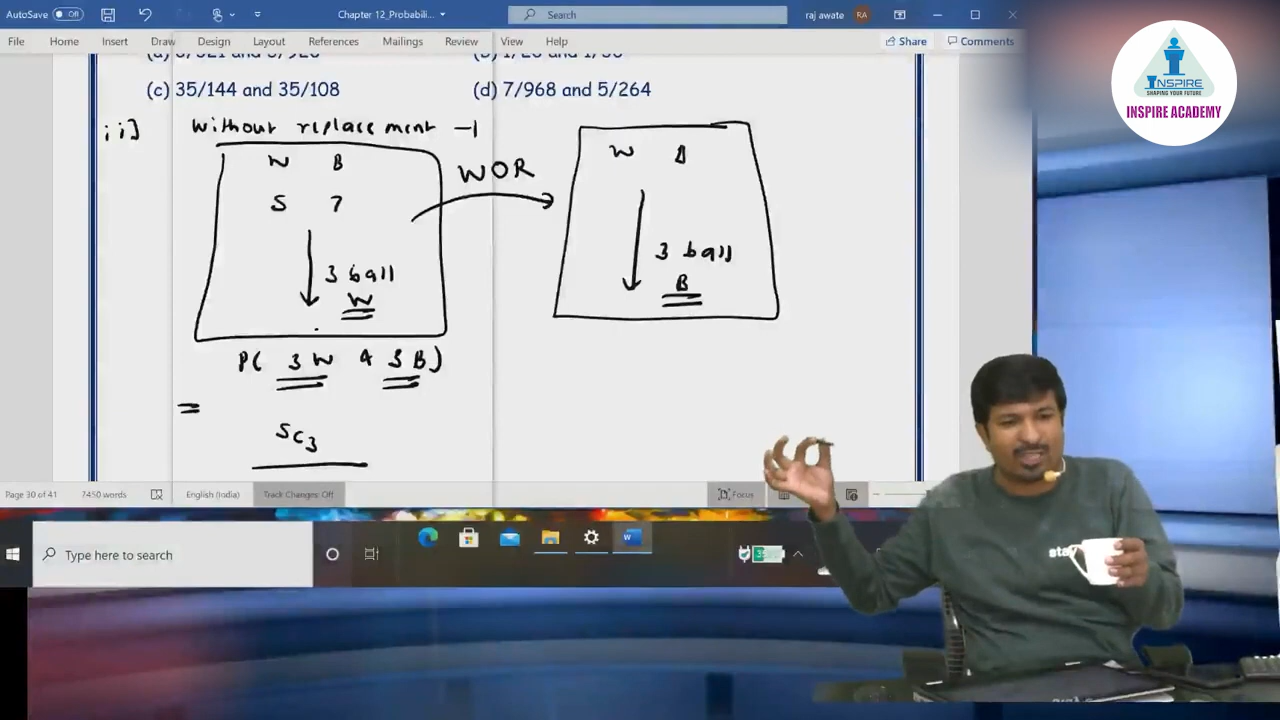 AutoSave Off Chapter 12_Probabili... Search raj awate RA
File Home Insert Draw Design Layout References Mailings Review View Help Share Comments
(c) 35/144 and 35/108 (d) 7/968 and 5/264
ii] without replacement -1
W B
5 7
3 ball
W
WOR
W B
3 ball
B
P( 3W & 3B)
=
5C3
Page 30 of 41 7450 words English (India) Track Changes: Off Focus
Type here to search
INSPIRE
SHAPING YOUR FUTURE
INSPIRE ACADEMY
stay